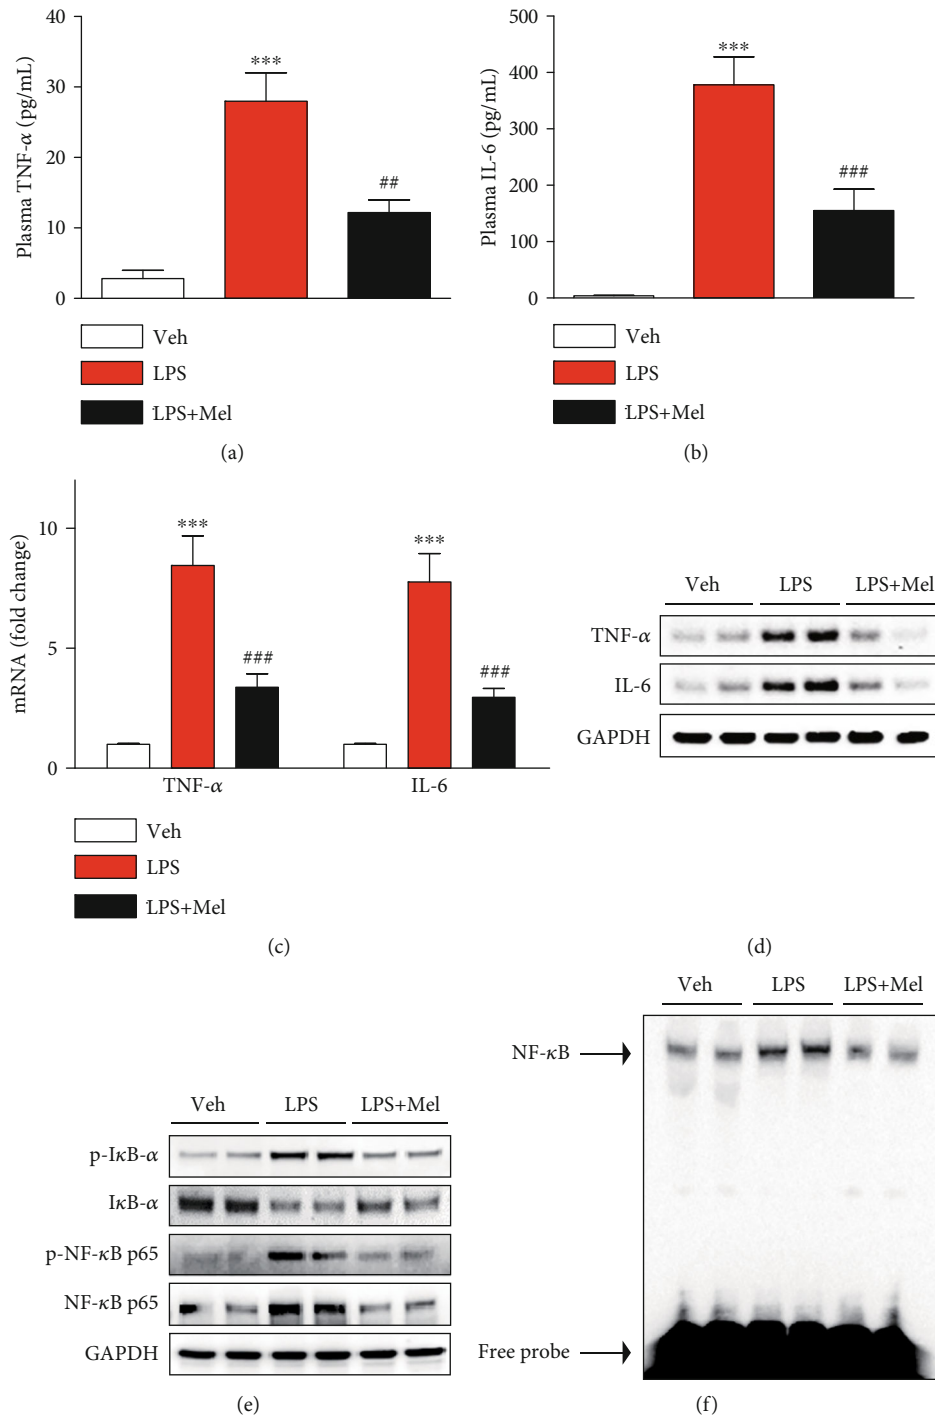 Plasma TNF-α (pg/mL)
40
30
20
10
0
***
##
Veh
LPS
LPS+Mel
(a)
Plasma IL-6 (pg/mL)
500
400
300
200
100
0
***
###
Veh
LPS
LPS+Mel
(b)
mRNA (fold change)
10
5
0
***
###
***
###
TNF-α IL-6
Veh
LPS
LPS+Mel
(c)
Veh LPS LPS+Mel
TNF-α
IL-6
GAPDH
(d)
Veh LPS LPS+Mel
p-IκB-α
IκB-α
p-NF-κB p65
NF-κB p65
GAPDH
(e)
Veh LPS LPS+Mel
NF-κB
Free probe
(f)